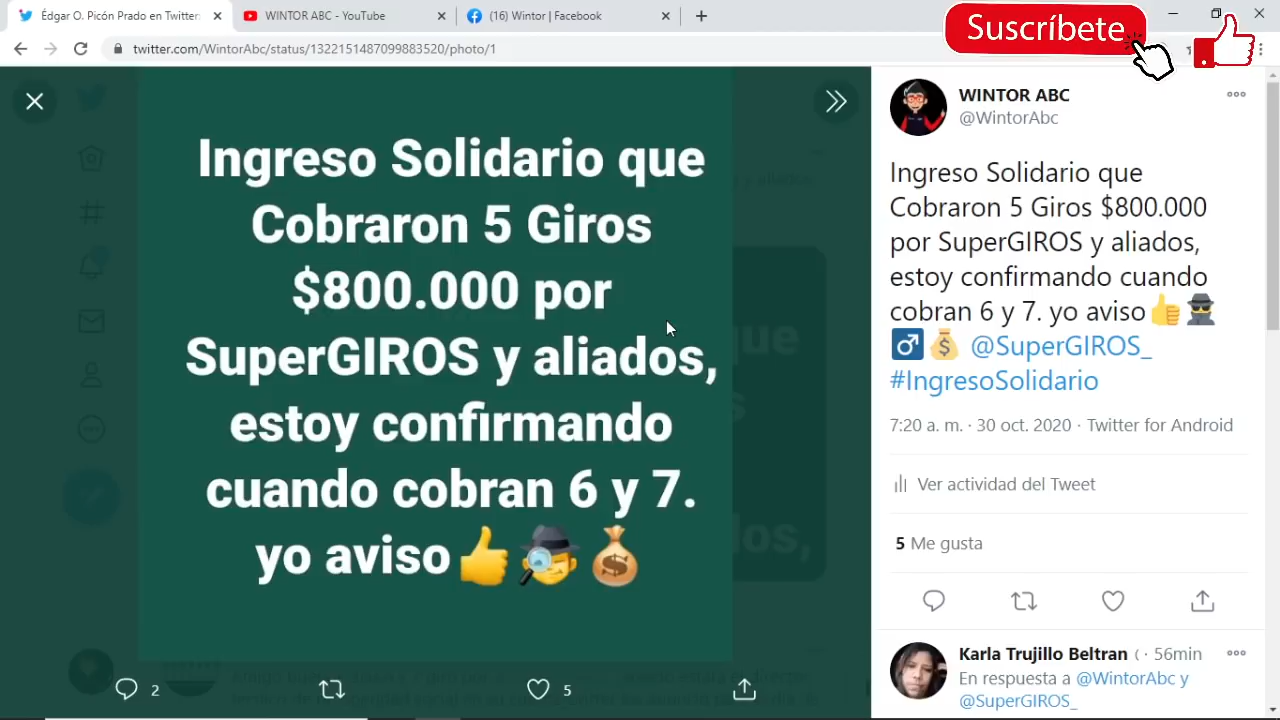 Édgar O. Picón Prado en Twitter:
WINTOR ABC - YouTube
(16) Wintor | Facebook
twitter.com/WintorAbc/status/1322151487099883520/photo/1
Suscríbete
Ingreso Solidario que
Cobraron 5 Giros
$800.000 por
SuperGIROS y aliados,
estoy confirmando
cuando cobran 6 y 7.
yo aviso👍🕵💰
2
5
WINTOR ABC
@WintorAbc
Ingreso Solidario que
Cobraron 5 Giros $800.000
por SuperGIROS y aliados,
estoy confirmando cuando
cobran 6 y 7. yo aviso👍🕵
♂💰 @SuperGIROS_
#IngresoSolidario
7:20 a. m. · 30 oct. 2020 · Twitter for Android
Ver actividad del Tweet
5 Me gusta
Karla Trujillo Beltran ( · 56min
En respuesta a @WintorAbc y
@SuperGIROS_